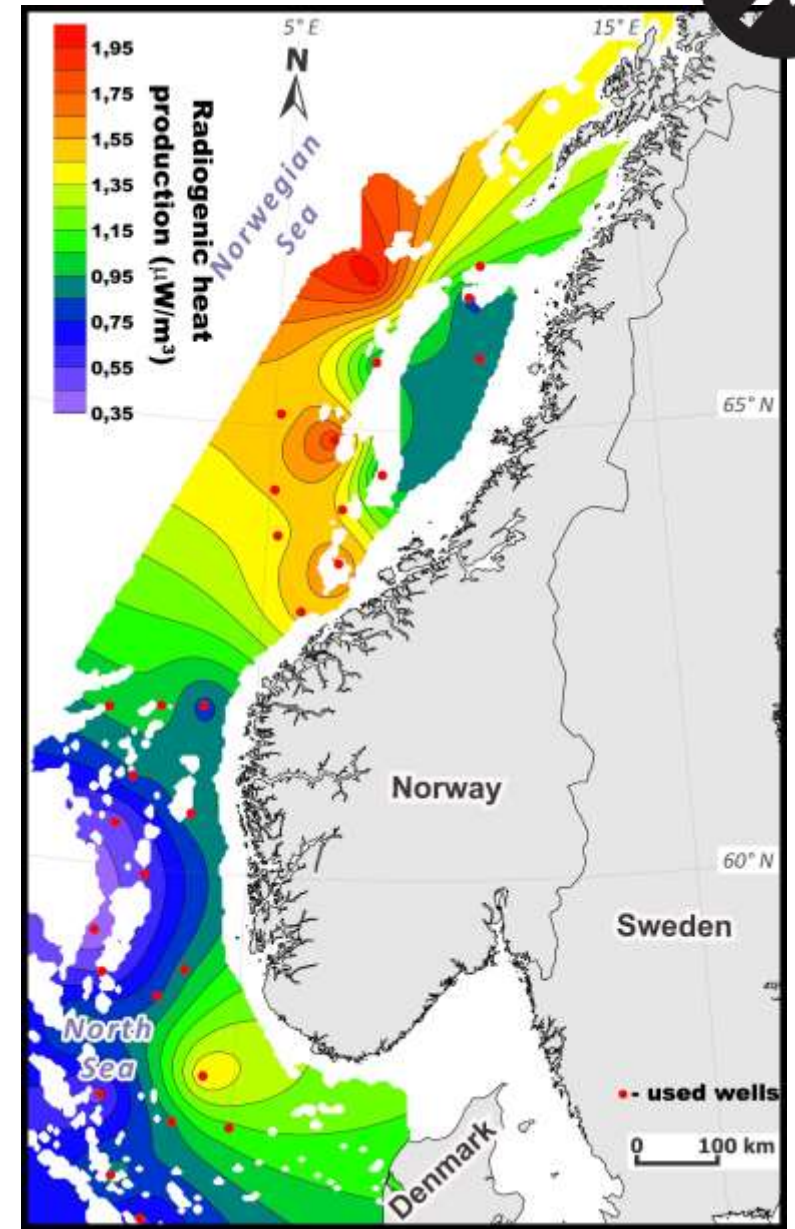 5° E
15° E
N
1,95
1,75
1,55
1,35
1,15
0,95
0,75
0,55
0,35
Radiogenic heat
production (µW/m³)
Norwegian
Sea
65° N
Norway
60° N
Sweden
North
Sea
- used wells
0 100 km
Denmark